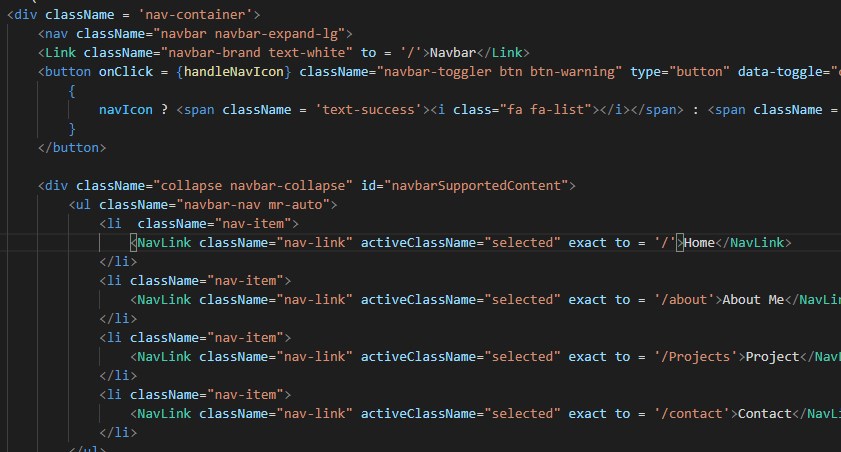 <div className = 'nav-container'>
<nav className="navbar navbar-expand-lg">
<Link className="navbar-brand text-white" to = '/'>Navbar</Link>
<button onClick = {handleNavIcon} className="navbar-toggler btn btn-warning" type="button" data-toggle="
{
navIcon ? <span className = 'text-success'><i class="fa fa-list"></i></span> : <span className =
}
</button>
<div className="collapse navbar-collapse" id="navbarSupportedContent">
<ul className="navbar-nav mr-auto">
<li  className="nav-item">
<NavLink className="nav-link" activeClassName="selected" exact to = '/'>Home</NavLink>
</li>
<li className="nav-item">
<NavLink className="nav-link" activeClassName="selected" exact to = '/about'>About Me</NavLi
</li>
<li className="nav-item">
<NavLink className="nav-link" activeClassName="selected" exact to = '/Projects'>Project</Nav
</li>
<li className="nav-item">
<NavLink className="nav-link" activeClassName="selected" exact to = '/contact'>Contact</NavL
</li>
</ul>